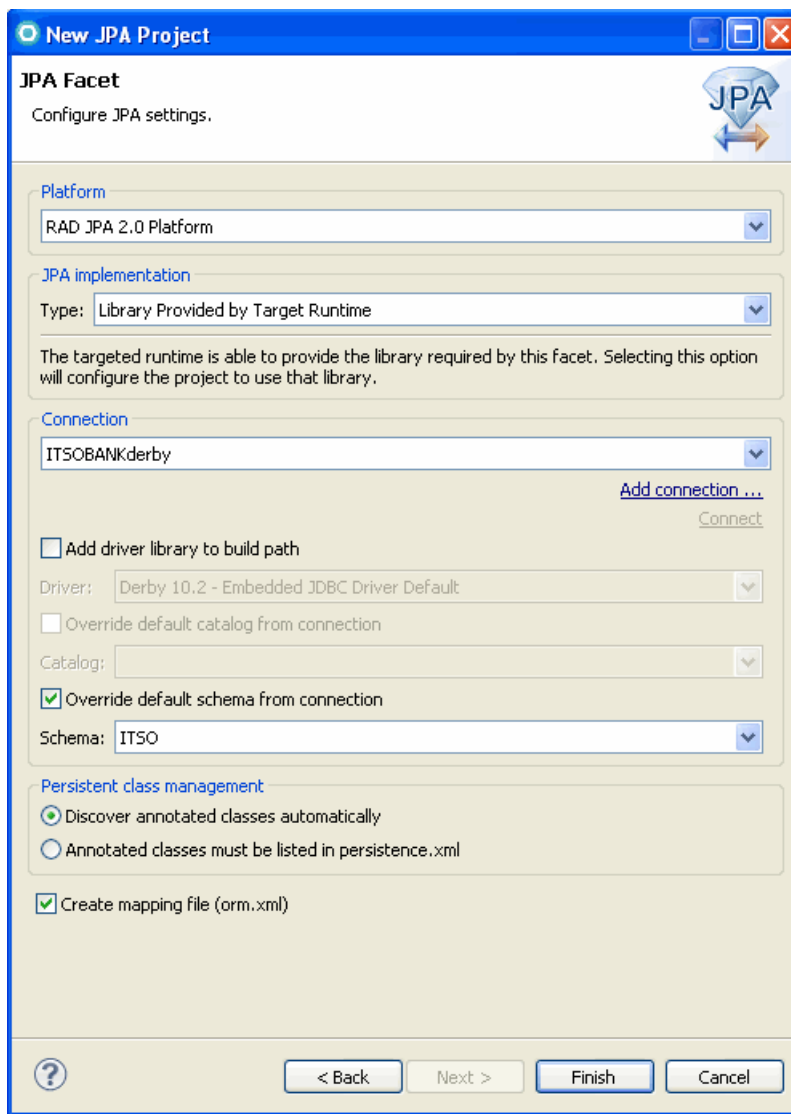 New JPA Project
JPA Facet
Configure JPA settings.
JPA
Platform
RAD JPA 2.0 Platform
JPA implementation
Type: Library Provided by Target Runtime
The targeted runtime is able to provide the library required by this facet. Selecting this option
will configure the project to use that library.
Connection
ITSOBANKderby
Add connection ...
Connect
Add driver library to build path
Driver: Derby 10.2 - Embedded JDBC Driver Default
Override default catalog from connection
Catalog:
Override default schema from connection
Schema: ITSO
Persistent class management
Discover annotated classes automatically
Annotated classes must be listed in persistence.xml
Create mapping file (orm.xml)
? < Back Next > Finish Cancel